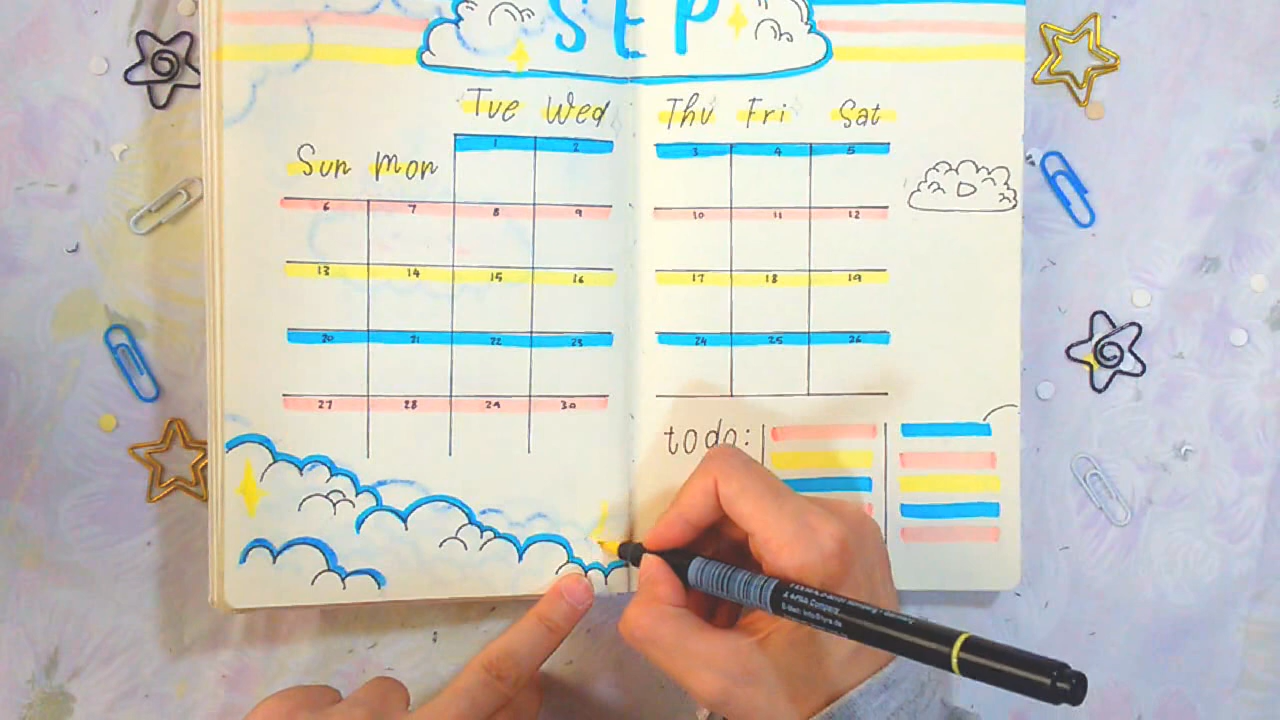 SEP
Tue Wed Thu Fri Sat
Sun Mon
1 2 3 4 5
6 7 8 9 10 11 12
13 14 15 16 17 18 19
20 21 22 23 24 25 26
27 28 29 30
todo: